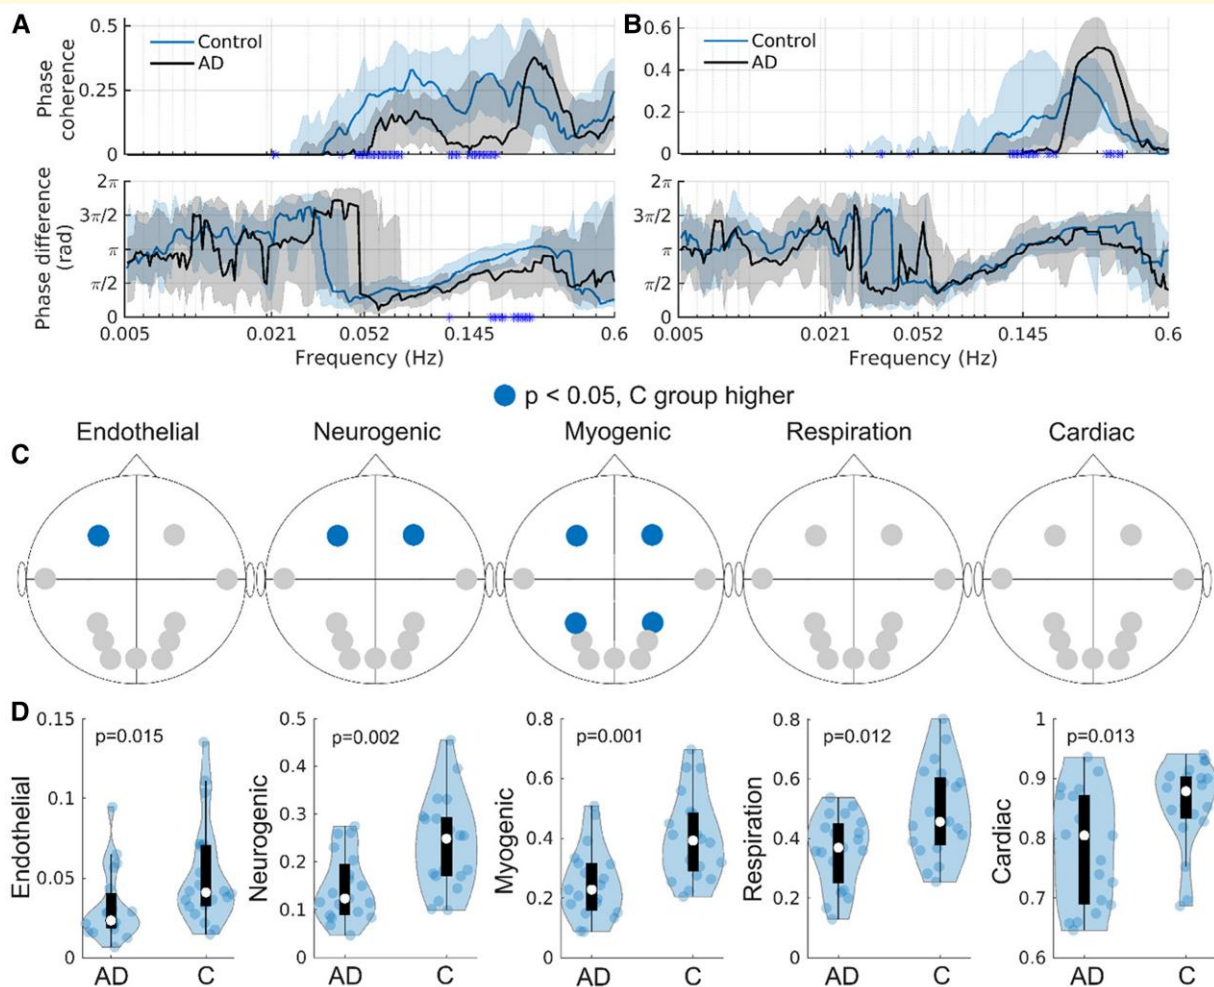 A
B
0.5
0.25
0
Phase coherence
Control
AD
0.6
0.4
0.2
0
Control
AD
2π
3π/2
π
π/2
0
Phase difference (rad)
0.005 0.021 0.052 0.145 0.6
Frequency (Hz)
2π
3π/2
π
π/2
0
0.005 0.021 0.052 0.145 0.6
Frequency (Hz)
p < 0.05, C group higher
Endothelial Neurogenic Myogenic Respiration Cardiac
C
D
0.15
0.1
0.05
0
Endothelial
p=0.015
AD C
0.5
0.4
0.3
0.2
0.1
0
Neurogenic
p=0.002
AD C
0.8
0.6
0.4
0.2
0
Myogenic
p=0.001
AD C
0.8
0.6
0.4
0.2
0
Respiration
p=0.012
AD C
1
0.9
0.8
0.7
0.6
Cardiac
p=0.013
AD C